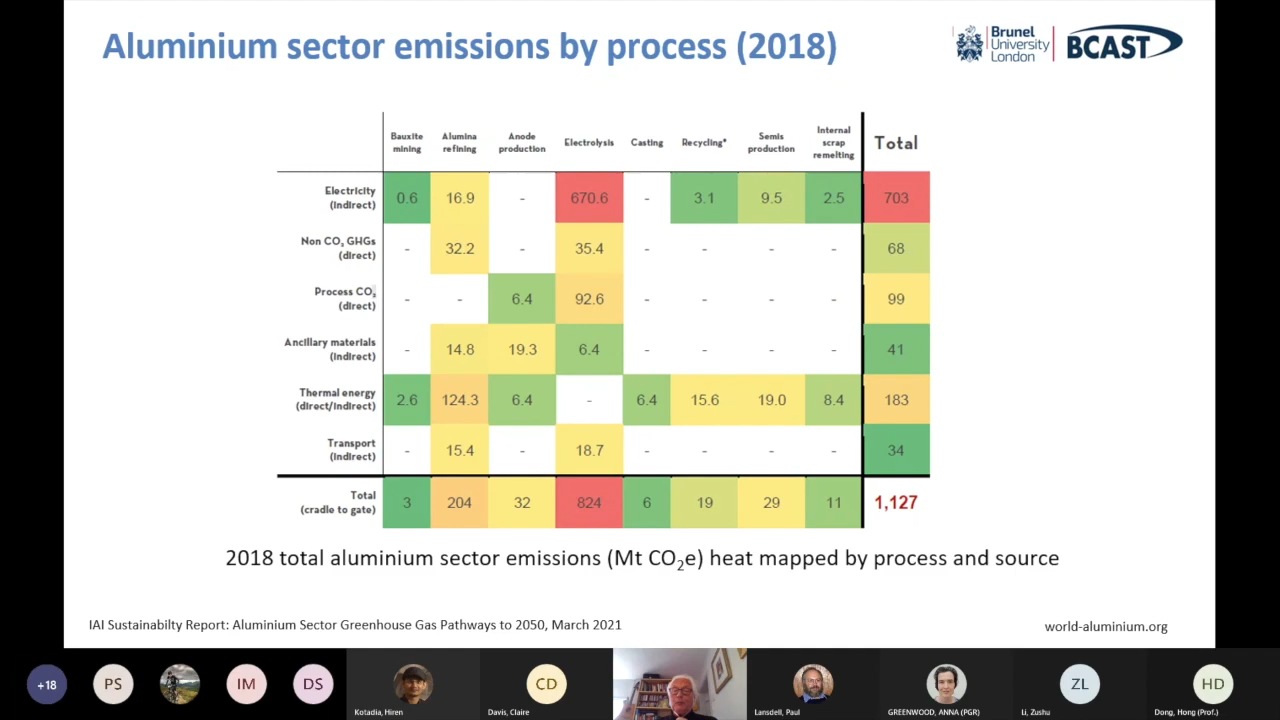 Aluminium sector emissions by process (2018)
Brunel
University
London
BCAST
Bauxite mining Alumina refining Anode production Electrolysis Casting Recycling* Semis production Internal scrap remelting Total
Electricity (indirect) 0.6 16.9 - 670.6 - 3.1 9.5 2.5 703
Non CO₂ GHGs (direct) - 32.2 - 35.4 - - - - 68
Process CO₂ (direct) - - 6.4 92.6 - - - - 99
Ancillary materials (indirect) - 14.8 19.3 6.4 - - - - 41
Thermal energy (direct/indirect) 2.6 124.3 6.4 - 6.4 15.6 19.0 8.4 183
Transport (indirect) - 15.4 - 18.7 - - - - 34
Total (cradle to gate) 3 204 32 824 6 19 29 11 1,127
2018 total aluminium sector emissions (Mt CO₂e) heat mapped by process and source
IAI Sustainabilty Report: Aluminium Sector Greenhouse Gas Pathways to 2050, March 2021
world-aluminium.org
+18 PS IM DS CD ZL HD
Kotadia, Hiren Davis, Claire Lansdell, Paul GREENWOOD, ANNA (PGR) Li, Zushu Dong, Hong (Prof.)